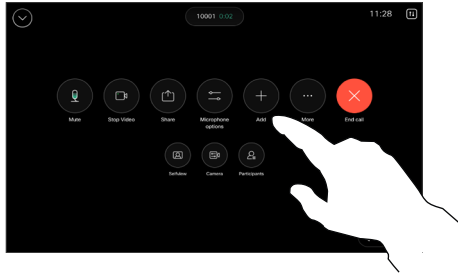 10001 0:02
11:28
Mute
Stop Video
Share
Microphone
options
Add
More
End call
Selfview
Camera
Participants